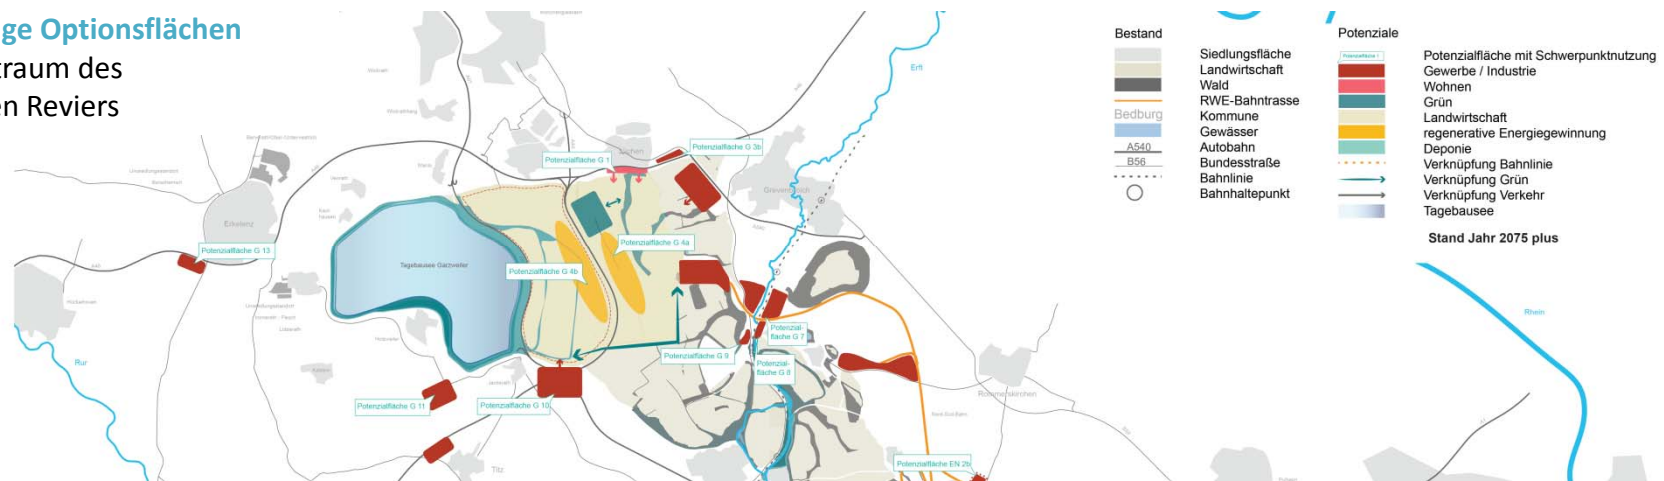 ge Optionsflächen
traum des
en Reviers
Bestand
Siedlungsfläche
Landwirtschaft
Wald
RWE-Bahntrasse
Bedburg
Kommune
Gewässer
A540
Autobahn
B56
Bundesstraße
Bahnlinie
Bahnhaltepunkt
Potenziale
Potenzialfläche 1
Potenzialfläche mit Schwerpunktnutzung
Gewerbe / Industrie
Wohnen
Grün
Landwirtschaft
regenerative Energiegewinnung
Deponie
Verknüpfung Bahnlinie
Verknüpfung Grün
Verknüpfung Verkehr
Tagebausee
Stand Jahr 2075 plus
Erft
Potenzialfläche G 3b
Potenzialfläche G 1
Grevenbroich
Erkelenz
Potenzialfläche G 13
Potenzialfläche G 4a
Tagebausee Garzweiler
Potenzialfläche G 4b
Rhein
Potenzial-
fläche G 7
Potenzialfläche G 9
Potenzial-
fläche G 8
Rur
Jackerath
Rommerskirchen
Potenzialfläche G 11
Potenzialfläche G 10
Titz
Potenzialfläche EN 2b